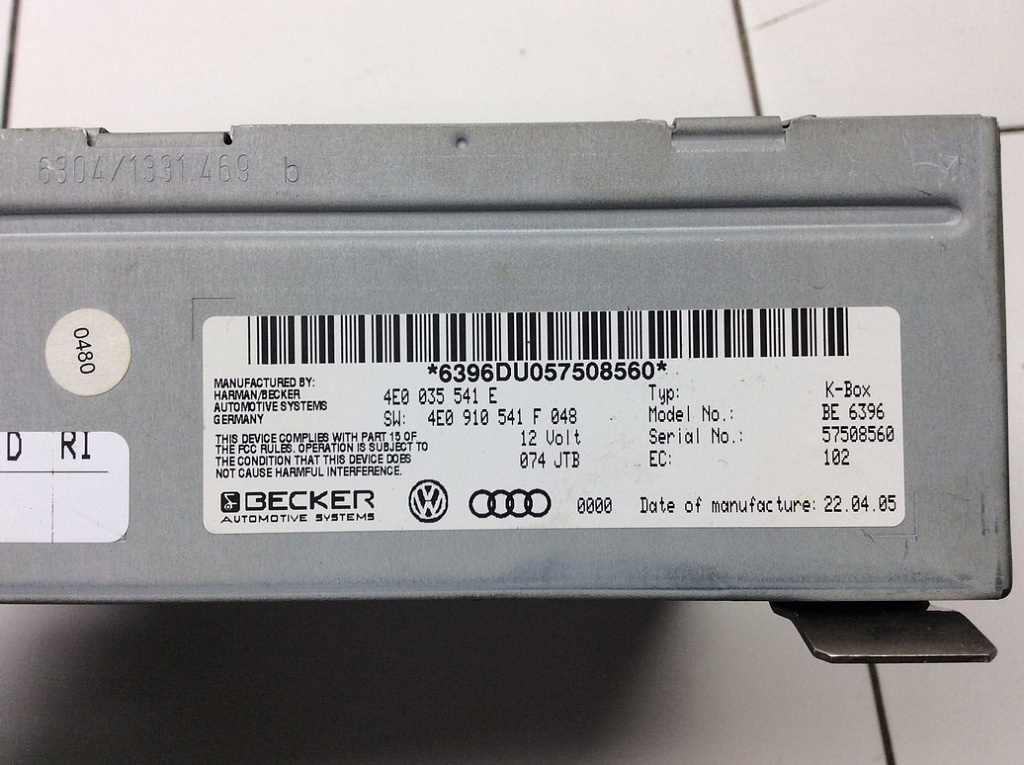 6304/1331.469 b
0480
D RI
*6396DU057508560*
MANUFACTURED BY:
HARMAN/BECKER
AUTOMOTIVE SYSTEMS
GERMANY
THIS DEVICE COMPLIES WITH PART 15 OF
THE FCC RULES. OPERATION IS SUBJECT TO
THE CONDITION THAT THIS DEVICE DOES
NOT CAUSE HARMFUL INTERFERENCE.
4E0 035 541 E
SW: 4E0 910 541 F 048
12 Volt
074 JTB
Typ: K-Box
Model No.: BE 6396
Serial No.: 57508560
EC: 102
BECKER
AUTOMOTIVE SYSTEMS
VW
0000 Date of manufacture: 22.04.05